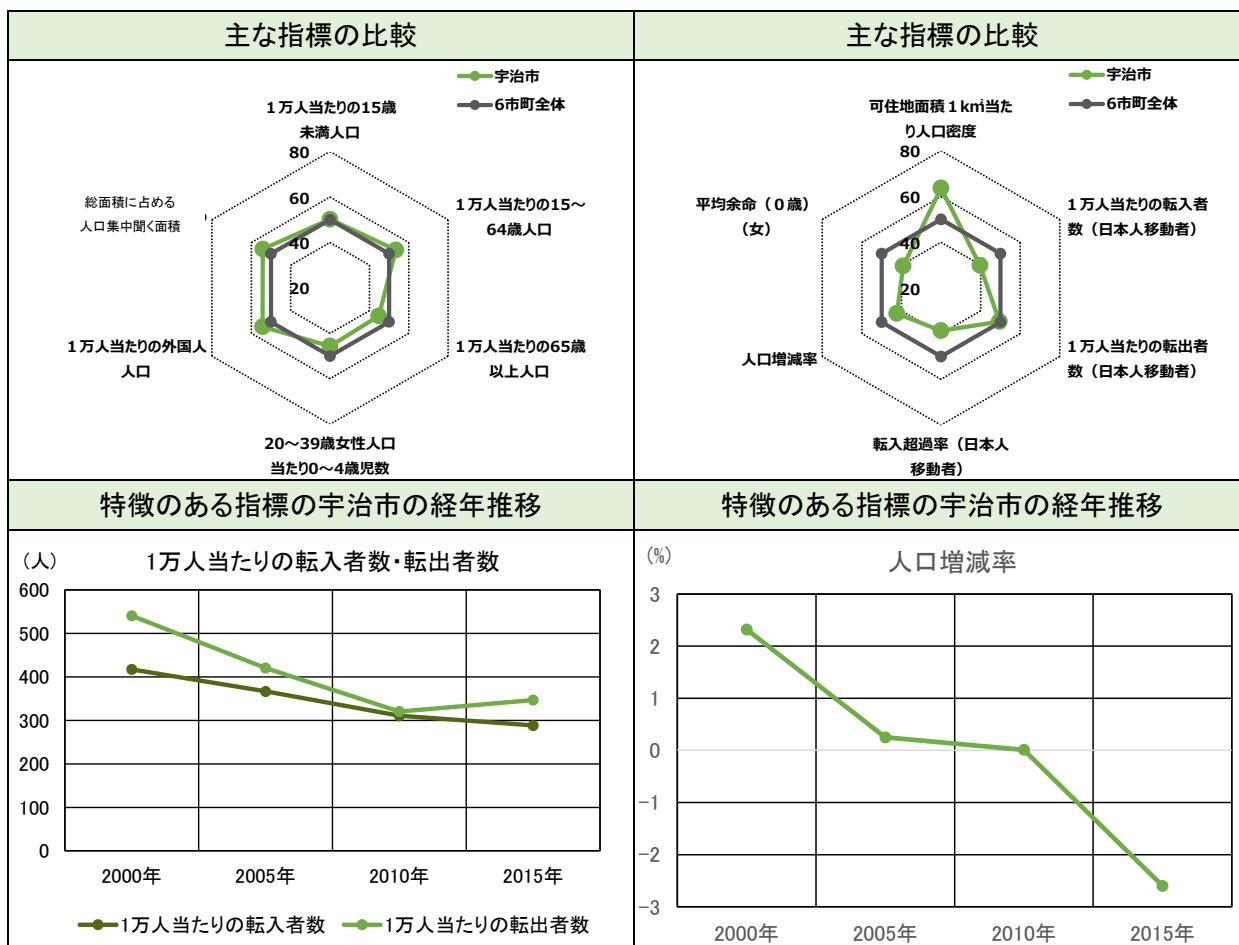 主な指標の比較
宇治市
6市町全体
1万人当たりの15歳
未満人口
80
60
40
20
1万人当たりの15～
64歳人口
1万人当たりの65歳
以上人口
20～39歳女性人口
当たり0～4歳児数
1万人当たりの外国人
人口
総面積に占める
人口集中聞く面積
主な指標の比較
宇治市
6市町全体
可住地面積1㎢当た
り人口密度
80
60
40
20
1万人当たりの転入者
数（日本人移動者）
1万人当たりの転出者
数（日本人移動者）
転入超過率（日本人
移動者）
人口増減率
平均余命（0歳）
（女）
特徴のある指標の宇治市の経年推移
(人)
1万人当たりの転入者数・転出者数
600
500
400
300
200
100
0
2000年 2005年 2010年 2015年
1万人当たりの転入者数 1万人当たりの転出者数
特徴のある指標の宇治市の経年推移
(%)
人口増減率
3
2
1
0
-1
-2
-3
2000年 2005年 2010年 2015年